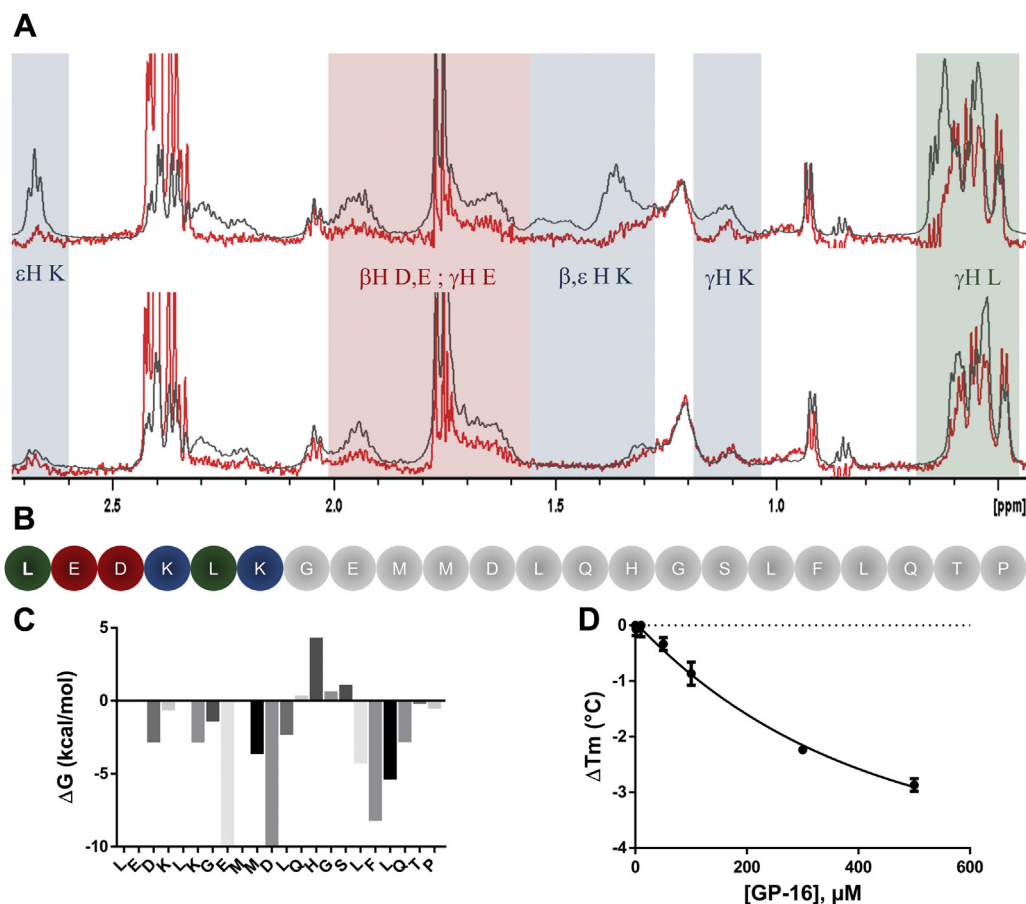 A
εH K
βH D,E ; γH E
β,ε H K
γH K
γH L
2.5 2.0 1.5 1.0 [ppm]
B
L E D K L K G E M M D L Q H G S L F L Q T P
C
ΔG (kcal/mol)
5
0
-5
-10
L E D K L K G E M M D L Q H G S L F L Q T P
D
ΔTm (°C)
0
-1
-2
-3
-4
0 200 400 600
[GP-16], μM